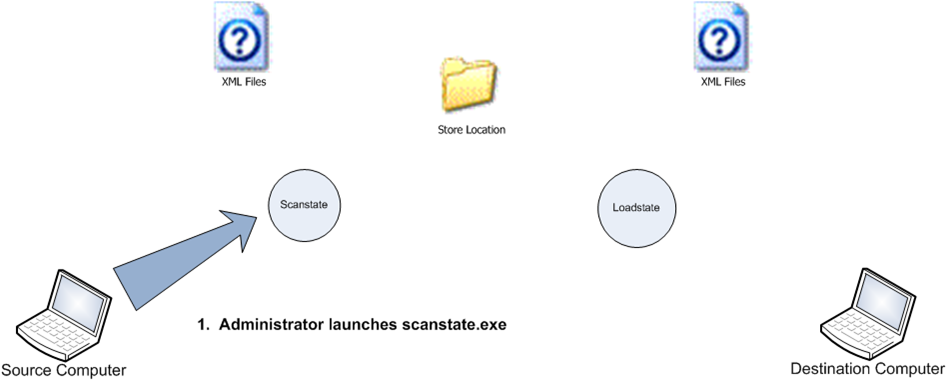 XML Files
XML Files
Store Location
Scanstate
Loadstate
1. Administrator launches scanstate.exe
Source Computer
Destination Computer